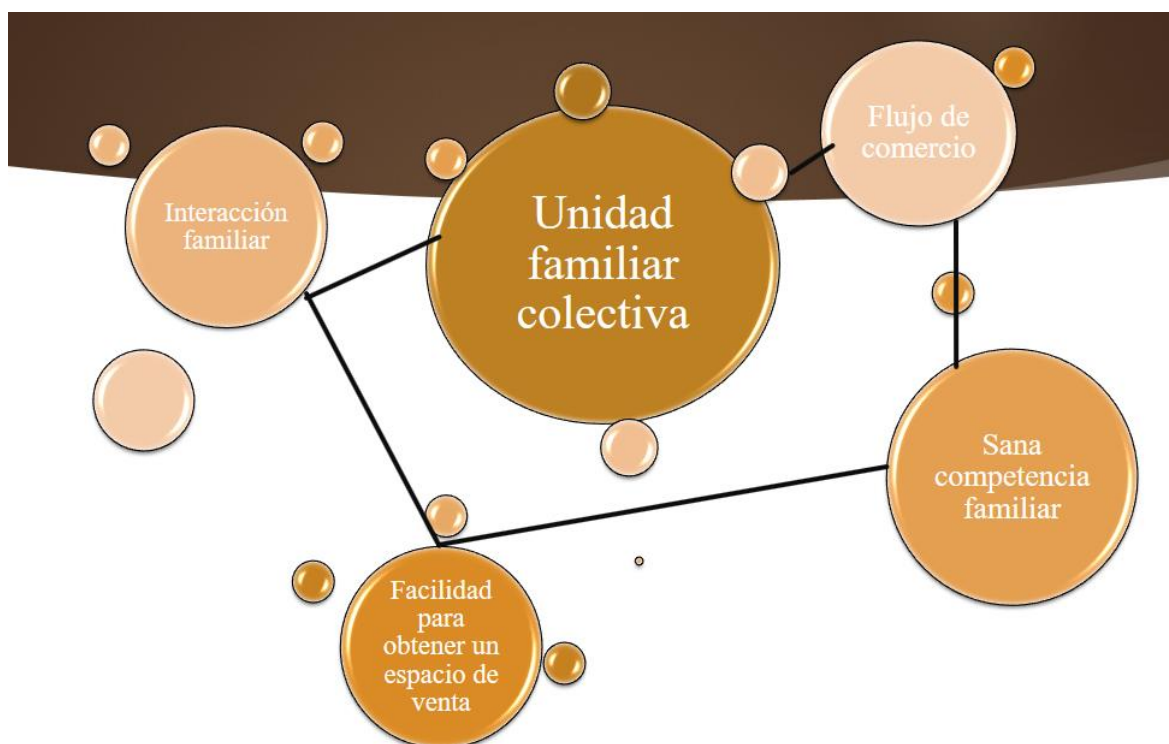 Interacción
familiar
Unidad
familiar
colectiva
Flujo de
comercio
Sana
competencia
familiar
Facilidad
para
obtener un
espacio de
venta